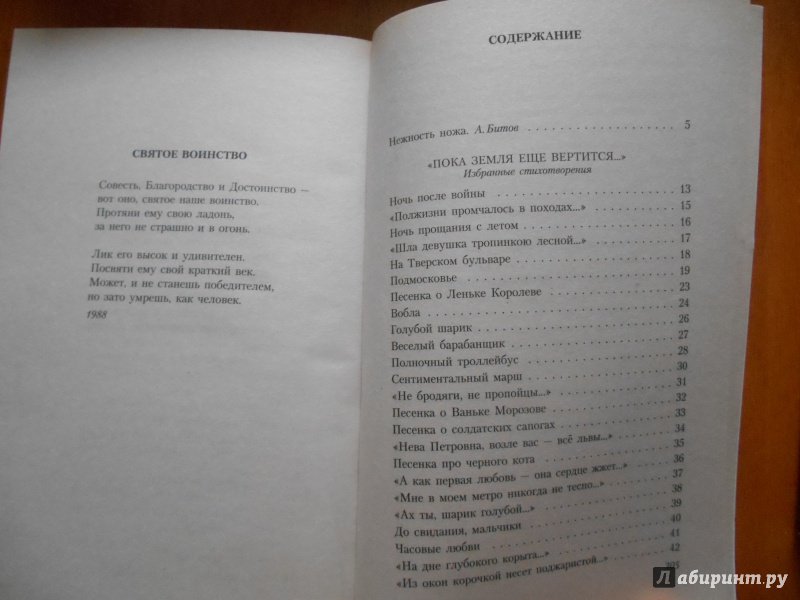 СВЯТОЕ ВОИНСТВО
Совесть, Благородство и Достоинство —
вот оно, святое наше воинство.
Протяни ему свою ладонь,
за него не страшно и в огонь.
Лик его высок и удивителен.
Посвяти ему свой краткий век.
Может, и не станешь победителем,
но зато умрешь, как человек.
1988
СОДЕРЖАНИЕ
Нежность ножа. А. Битов 5
«ПОКА ЗЕМЛЯ ЕЩЕ ВЕРТИТСЯ...»
Избранные стихотворения
Ночь после войны 13
«Полжизни промчалось в походах...» 15
Ночь прощания с летом 16
«Шла девушка тропинкою лесной...» 17
На Тверском бульваре 18
Подмосковье 19
Песенка о Леньке Королеве 23
Вобла 24
Голубой шарик 26
Веселый барабанщик 27
Полночный троллейбус 28
Сентиментальный марш 30
«Не бродяги, не пропойцы...» 31
Песенка о Ваньке Морозове 32
Песенка о солдатских сапогах 33
«Нева Петровна, возле вас — всё львы...» 34
Песенка про черного кота 35
«А как первая любовь — она сердце жжет...» 36
«Мне в моем метро никогда не тесно...» 37
«Ах ты, шарик голубой...» 38
До свидания, мальчики 39
Часовые любви 40
«На дне глубокого корыта...» 41
«Из окон корочкой несет поджаристой...» 42
Лабиринт.ру